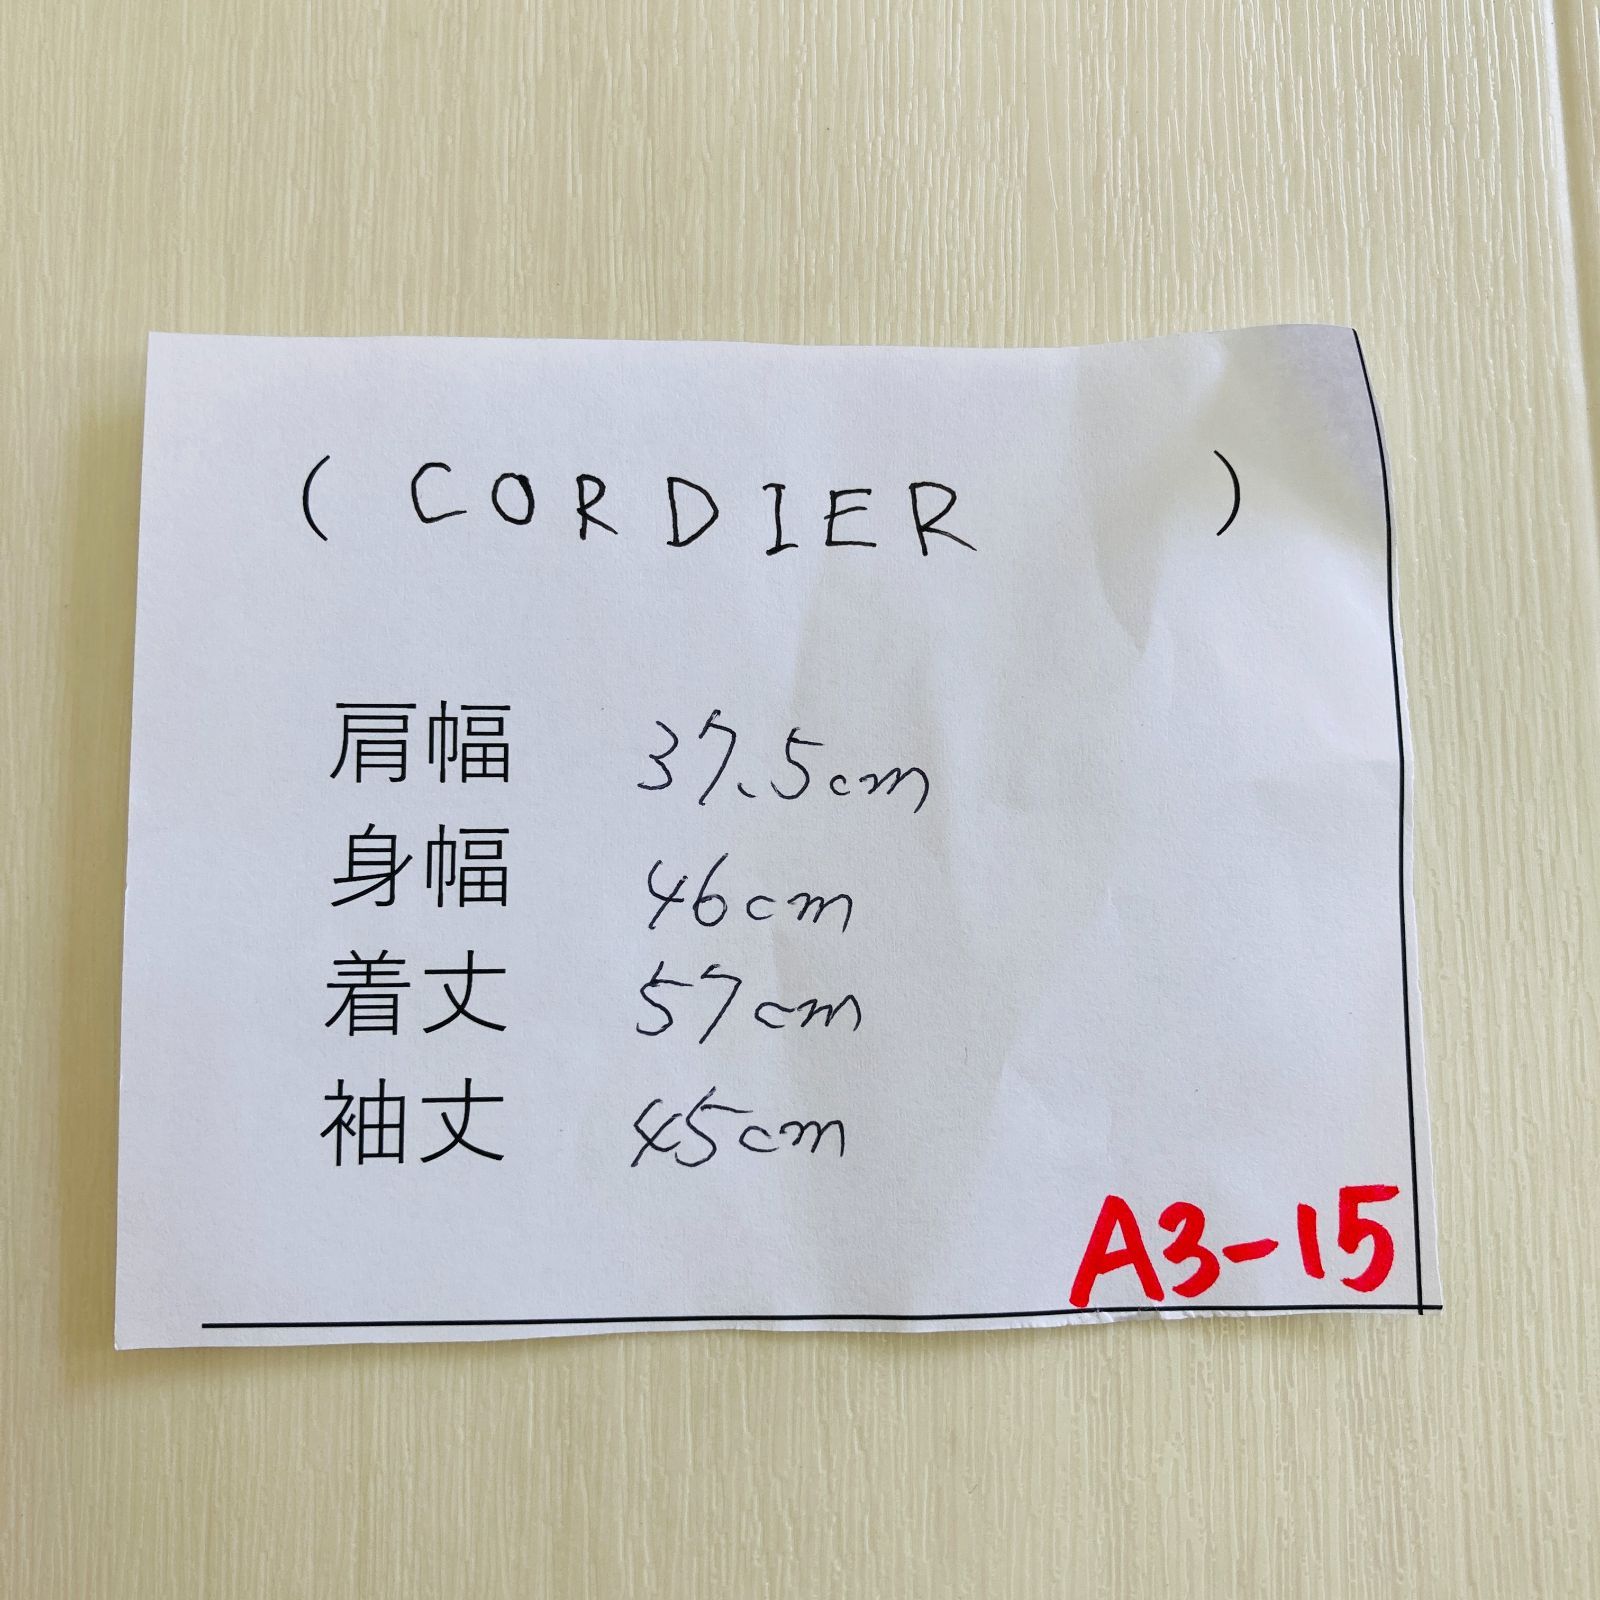 ( CORDIER )
肩幅 37.5cm
身幅 46cm
着丈 57cm
袖丈 45cm
A3-15